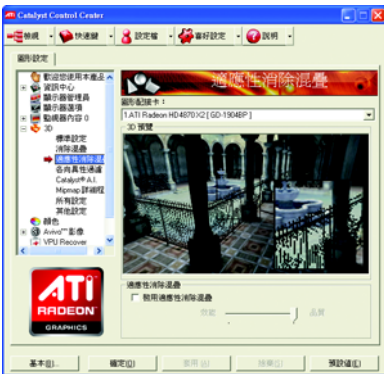 Catalyst Control Center
檢視
快速鍵
設定檔
喜好設定
說明
圖形設定
歡迎您使用本產品
資訊中心
顯示器管理員
顯示器選項
監視器內容 0
3D
標準設定
消除混疊
適應性消除混疊
各向異性過濾
Catalyst® A.I.
Mipmap 詳細程
所有設定
其他設定
顏色
Avivo™ 影像
VPU Recover
適應性消除混疊
圖形配接卡：
1.ATI Radeon HD4870X2 [ GD-1904BP ]
3D 預覽
適應性消除混疊
啟用適應性消除混疊
效能
品質
ATI
RADEON
GRAPHICS
基本(B)...
確定(O)
套用(A)
預設值(E)